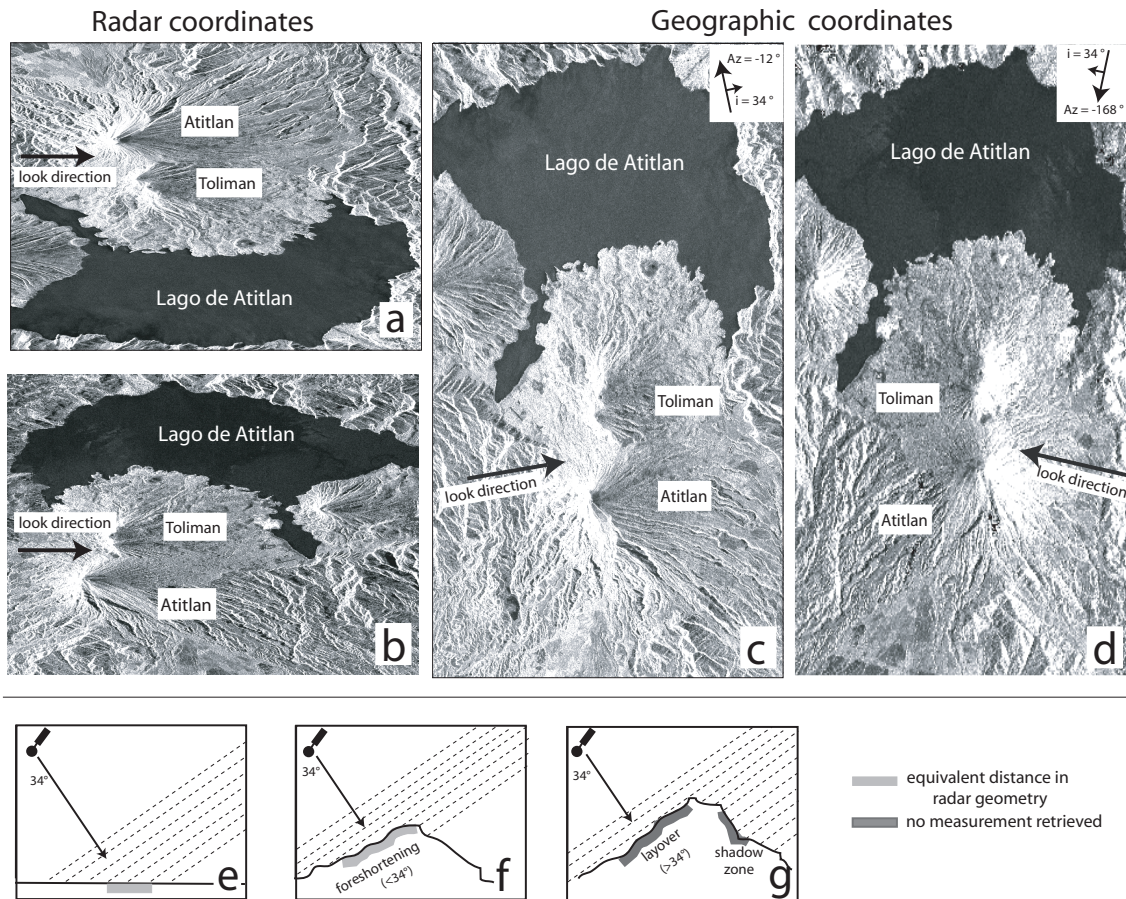 Radar coordinates
Geographic coordinates
Atitlan
look direction
Toliman
Lago de Atitlan
a
Lago de Atitlan
look direction
Toliman
Atitlan
b
Az = -12 °
i = 34 °
Lago de Atitlan
Toliman
look direction
Atitlan
c
i = 34 °
Az = -168 °
Lago de Atitlan
Toliman
look direction
Atitlan
d
34°
e
34°
foreshortening
(<34°)
f
34°
layover
(>34°)
shadow
zone
g
equivalent distance in
radar geometry
no measurement retrieved